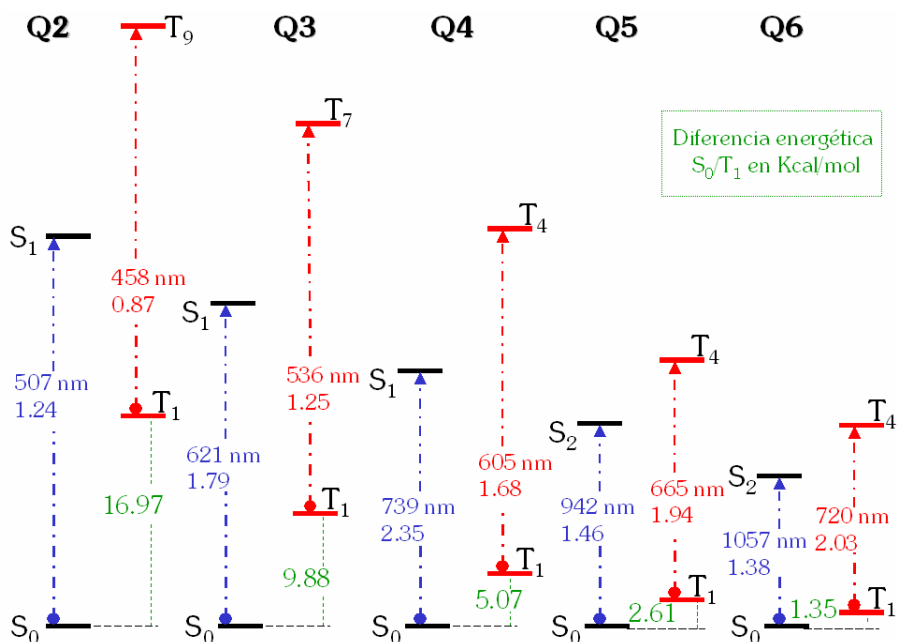 Q2 Q3 Q4 Q5 Q6
T9
T7
Diferencia energética
S0/T1 en Kcal/mol
S1
T4
458 nm
0.87
S1
T4
507 nm
1.24
536 nm
1.25
S1
T1
T4
S2
621 nm
1.79
605 nm
1.68
S2
16.97
739 nm
2.35
942 nm
1.46
665 nm
1.94
720 nm
2.03
T1
1057 nm
1.38
9.88
T1
5.07
T1
2.61
1.35
T1
S0 S0 S0 S0 S0